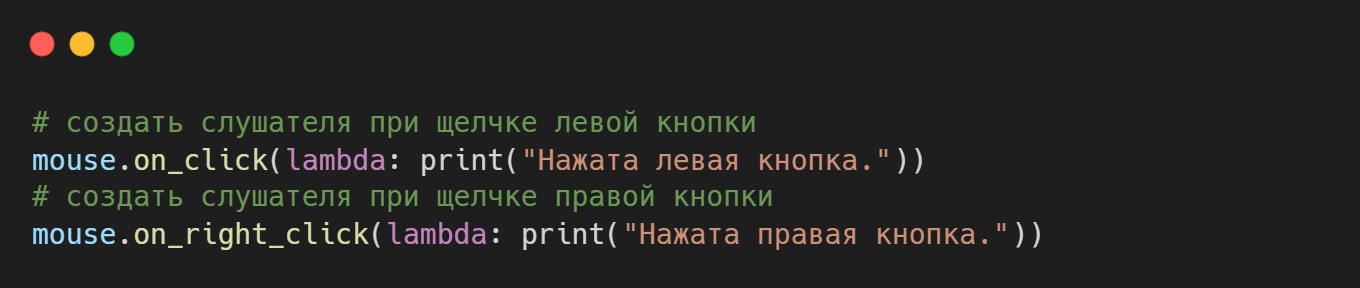 # создать слушателя при щелчке левой кнопки
mouse.on_click(lambda: print("Нажата левая кнопка."))
# создать слушателя при щелчке правой кнопки
mouse.on_right_click(lambda: print("Нажата правая кнопка."))